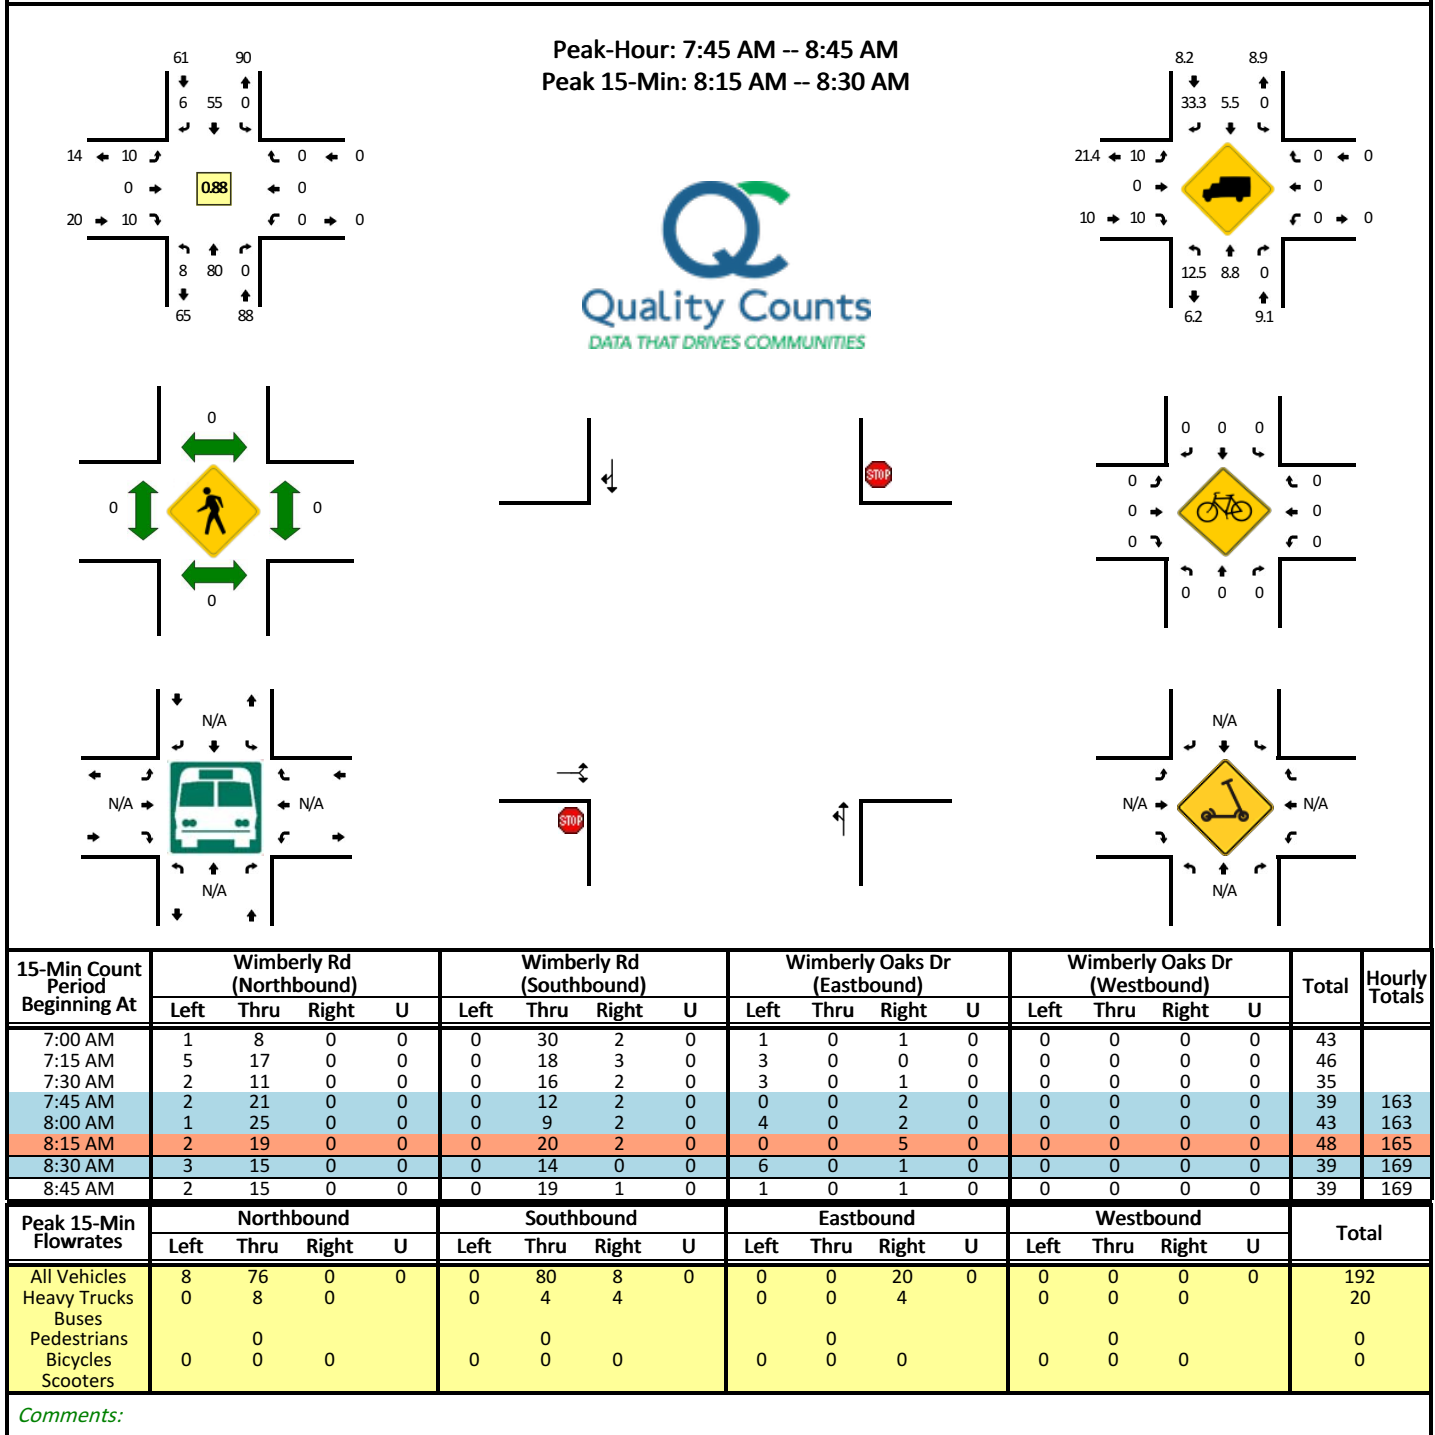 Peak-Hour: 7:45 AM -- 8:45 AM
Peak 15-Min: 8:15 AM -- 8:30 AM
61 90
6 55 0
14 10 0 0
0 0.88 0
20 10 0 0
8 80 0
65 88
Quality Counts
DATA THAT DRIVES COMMUNITIES
8.2 8.9
33.3 5.5 0
21.4 10 0 0
0 0
10 10 0 0
12.5 8.8 0
6.2 9.1
0
0 0
0
STOP
STOP
0 0 0
0 0
0 0
0 0
0 0 0
N/A
N/A N/A
N/A
N/A
N/A N/A
N/A
15-Min Count Period Beginning At Wimberly Rd (Northbound) Wimberly Rd (Southbound) Wimberly Oaks Dr (Eastbound) Wimberly Oaks Dr (Westbound) Total Hourly Totals
Left Thru Right U Left Thru Right U Left Thru Right U Left Thru Right U
7:00 AM 1 8 0 0 0 30 2 0 1 0 1 0 0 0 0 0 43
7:15 AM 5 17 0 0 0 18 3 0 3 0 0 0 0 0 0 0 46
7:30 AM 2 11 0 0 0 16 2 0 3 0 1 0 0 0 0 0 35
7:45 AM 2 21 0 0 0 12 2 0 0 0 2 0 0 0 0 0 39 163
8:00 AM 1 25 0 0 0 9 2 0 4 0 2 0 0 0 0 0 43 163
8:15 AM 2 19 0 0 0 20 2 0 0 0 5 0 0 0 0 0 48 165
8:30 AM 3 15 0 0 0 14 0 0 6 0 1 0 0 0 0 0 39 169
8:45 AM 2 15 0 0 0 19 1 0 1 0 1 0 0 0 0 0 39 169
Peak 15-Min Flowrates Northbound Southbound Eastbound Westbound Total
Left Thru Right U Left Thru Right U Left Thru Right U Left Thru Right U
All Vehicles 8 76 0 0 0 80 8 0 0 0 20 0 0 0 0 0 192
Heavy Trucks 0 8 0 0 4 4 0 0 4 0 0 0 20
Buses
Pedestrians 0 0 0 0 0
Bicycles 0 0 0 0 0 0 0 0 0 0 0 0 0
Scooters
Comments: